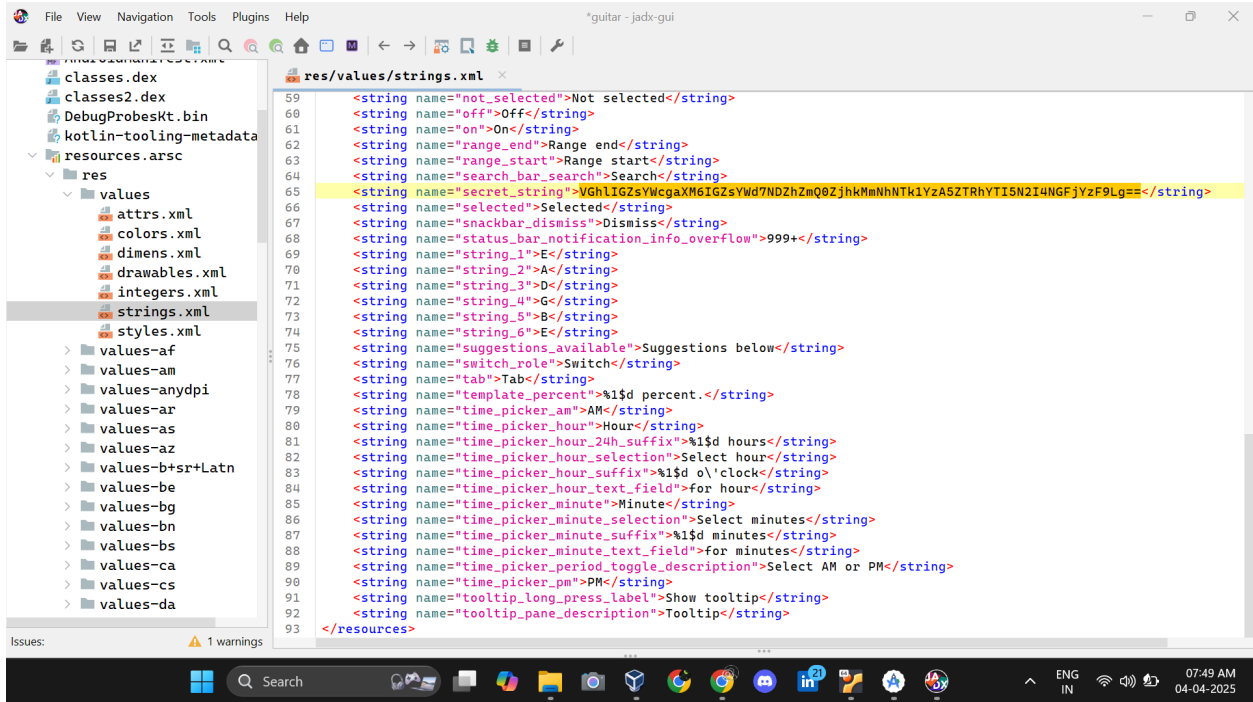 File View Navigation Tools Plugins Help
*guitar - jadx-gui
classes.dex
classes2.dex
DebugProbesKt.bin
kotlin-tooling-metadata
resources.arsc
res
values
attrs.xml
colors.xml
dimens.xml
drawables.xml
integers.xml
strings.xml
styles.xml
values-af
values-am
values-anydpi
values-ar
values-as
values-az
values-b+sr+Latn
values-be
values-bg
values-bn
values-bs
values-ca
values-cs
values-da
Issues:
1 warnings
res/values/strings.xml
59 <string name="not_selected">Not selected</string>
60 <string name="off">Off</string>
61 <string name="on">On</string>
62 <string name="range_end">Range end</string>
63 <string name="range_start">Range start</string>
64 <string name="search_bar_search">Search</string>
65 <string name="secret_string">VGhlIGZsYWcgaXM6IGZsYWd7NDZhZmQ0ZjhkMmNhNTk1YzA5ZTRhYTI5N2I4NGFjYzF9Lg==</string>
66 <string name="selected">Selected</string>
67 <string name="snackbar_dismiss">Dismiss</string>
68 <string name="status_bar_notification_info_overflow">999+</string>
69 <string name="string_1">E</string>
70 <string name="string_2">A</string>
71 <string name="string_3">D</string>
72 <string name="string_4">G</string>
73 <string name="string_5">B</string>
74 <string name="string_6">E</string>
75 <string name="suggestions_available">Suggestions below</string>
76 <string name="switch_role">Switch</string>
77 <string name="tab">Tab</string>
78 <string name="template_percent">%1$d percent.</string>
79 <string name="time_picker_am">AM</string>
80 <string name="time_picker_hour">Hour</string>
81 <string name="time_picker_hour_24h_suffix">%1$d hours</string>
82 <string name="time_picker_hour_selection">Select hour</string>
83 <string name="time_picker_hour_suffix">%1$d o\'clock</string>
84 <string name="time_picker_hour_text_field">for hour</string>
85 <string name="time_picker_minute">Minute</string>
86 <string name="time_picker_minute_selection">Select minutes</string>
87 <string name="time_picker_minute_suffix">%1$d minutes</string>
88 <string name="time_picker_minute_text_field">for minutes</string>
89 <string name="time_picker_period_toggle_description">Select AM or PM</string>
90 <string name="time_picker_pm">PM</string>
91 <string name="tooltip_long_press_label">Show tooltip</string>
92 <string name="tooltip_pane_description">Tooltip</string>
93 </resources>
Search
21
ENG
IN
07:49 AM
04-04-2025